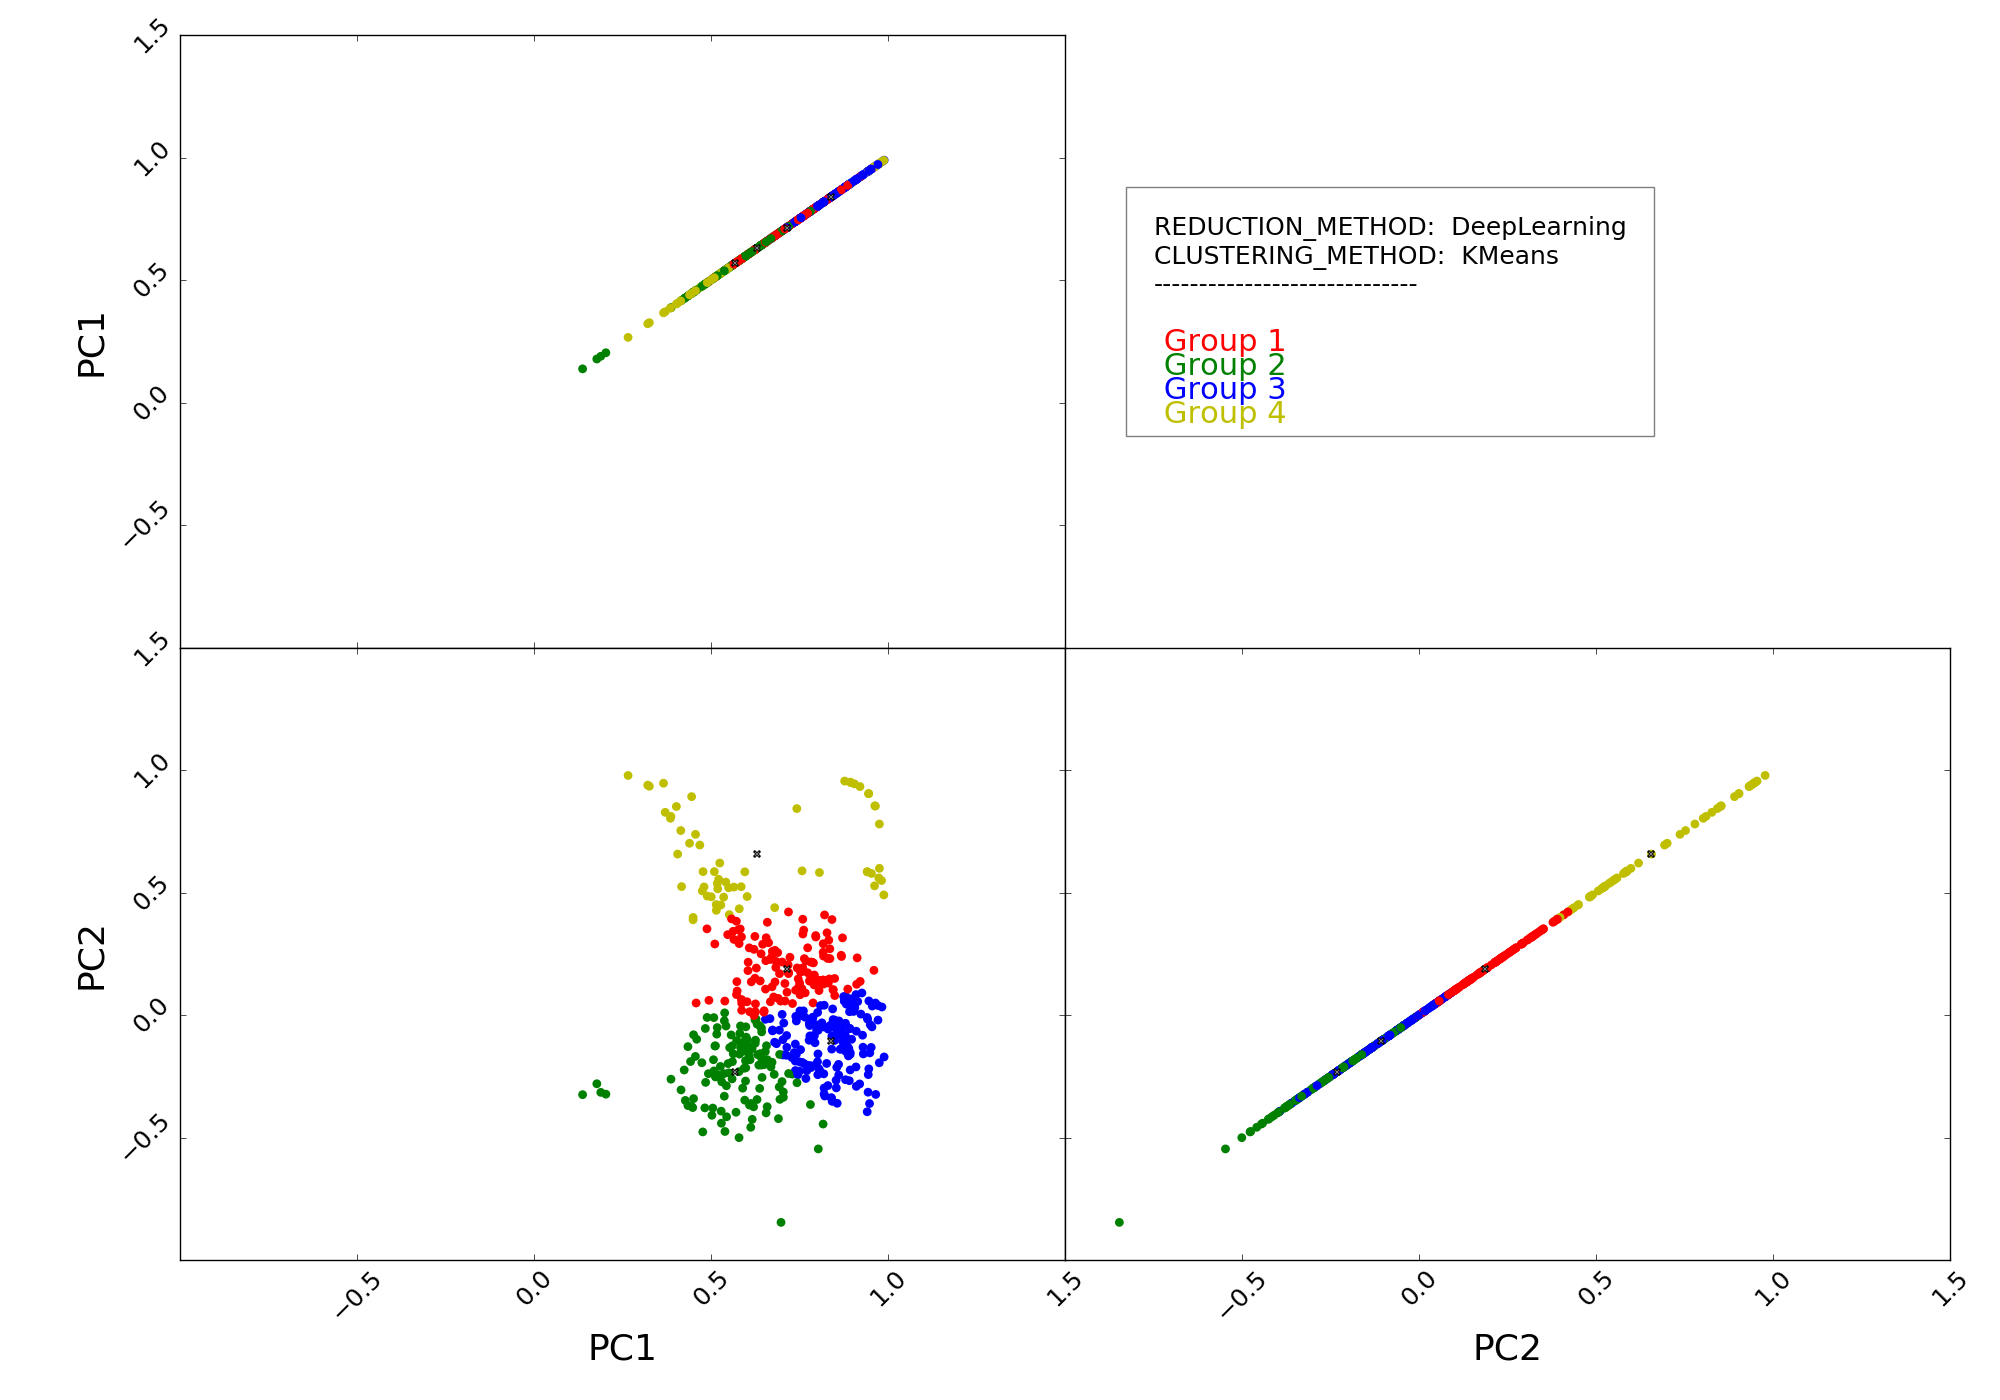 1.5
1.0
0.5
0.0
−0.5
PC1
REDUCTION_METHOD:  DeepLearning
CLUSTERING_METHOD:  KMeans
------------------------------
Group 1
Group 2
Group 3
Group 4
1.5
1.0
0.5
0.0
−0.5
PC2
−0.5 0.0 0.5 1.0 1.5 −0.5 0.0 0.5 1.0 1.5
PC1 PC2